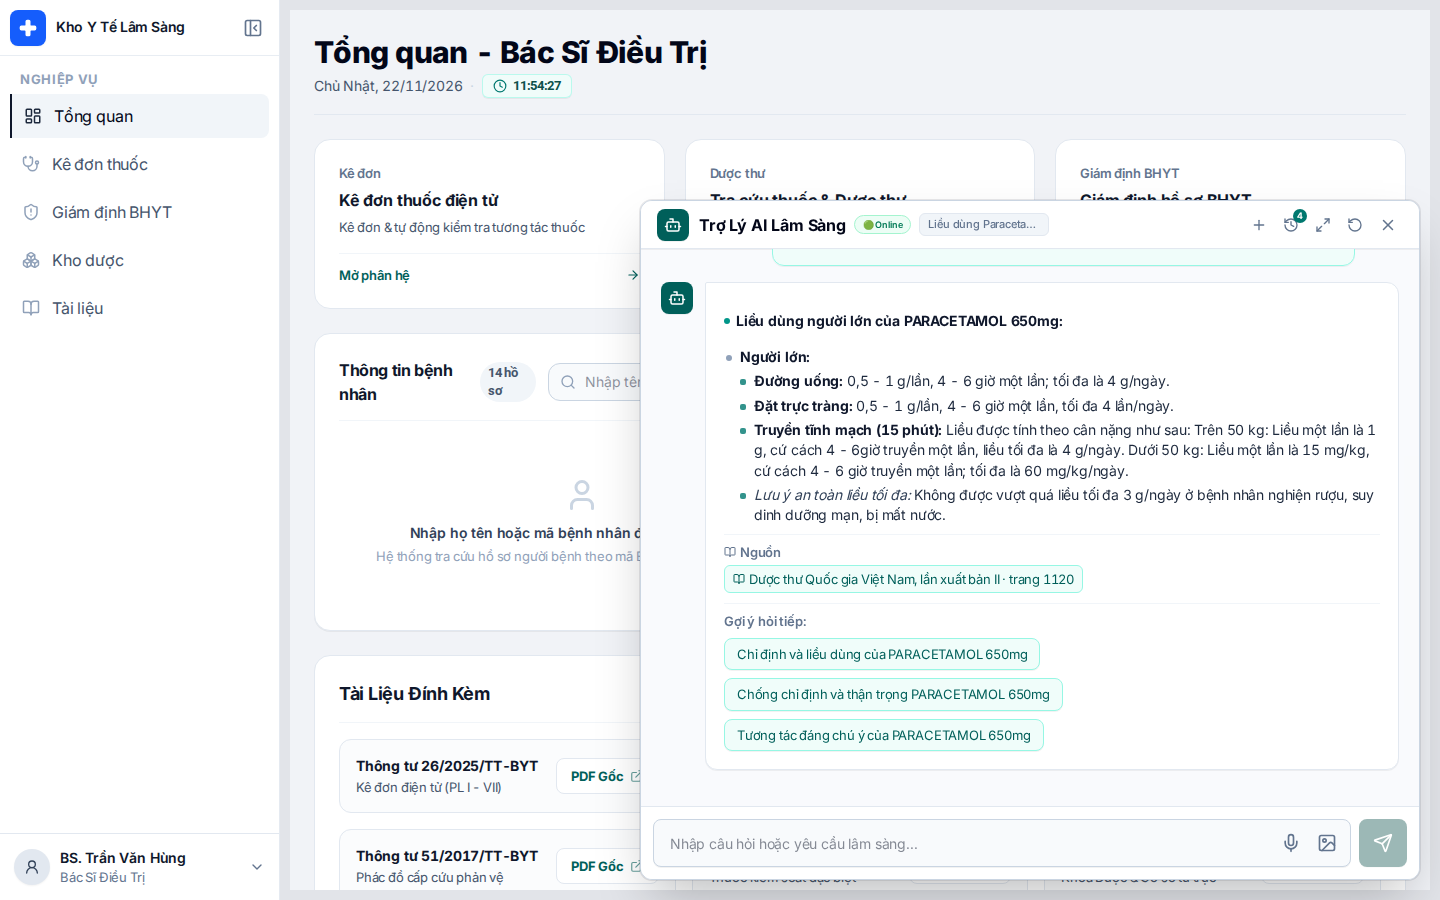 Kho Y Tế Lâm Sàng
NGHIỆP VỤ
Tổng quan
Kê đơn thuốc
Giám định BHYT
Kho dược
Tài liệu
BS. Trần Văn Hùng
Bác Sĩ Điều Trị
Tổng quan - Bác Sĩ Điều Trị
Chủ Nhật, 22/11/2026 · 11:54:27
Kê đơn
Kê đơn thuốc điện tử
Kê đơn & tự động kiểm tra tương tác thuốc
Mở phân hệ
Dược thư
Tra cứu thuốc & Dược thư
Giám định BHYT
Giám định hồ sơ BHYT
Thông tin bệnh
nhân
14 hồ
sơ
Nhập tên
Nhập họ tên hoặc mã bệnh nhân
Hệ thống tra cứu hồ sơ người bệnh theo mã
Tài Liệu Đính Kèm
Thông tư 26/2025/TT-BYT
Kê đơn điện tử (PL I - VII)
PDF Gốc
Thông tư 51/2017/TT-BYT
Phác đồ cấp cứu phản vệ
PDF Gốc
Trợ Lý AI Lâm Sàng
Online
Liều dùng Paraceta...
4
Liều dùng người lớn của PARACETAMOL 650mg:
Người lớn:
Đường uống: 0,5 - 1 g/lần, 4 - 6 giờ một lần; tối đa là 4 g/ngày.
Đặt trực tràng: 0,5 - 1 g/lần, 4 - 6 giờ một lần, tối đa 4 lần/ngày.
Truyền tĩnh mạch (15 phút): Liều được tính theo cân nặng như sau: Trên 50 kg: Liều một lần là 1
g, cứ cách 4 - 6giờ truyền một lần, liều tối đa là 4 g/ngày. Dưới 50 kg: Liều một lần là 15 mg/kg,
cứ cách 4 - 6 giờ truyền một lần; tối đa là 60 mg/kg/ngày.
Lưu ý an toàn liều tối đa: Không được vượt quá liều tối đa 3 g/ngày ở bệnh nhân nghiện rượu, suy
dinh dưỡng mạn, bị mất nước.
Nguồn
Dược thư Quốc gia Việt Nam, lần xuất bản II · trang 1120
Gợi ý hỏi tiếp:
Chỉ định và liều dùng của PARACETAMOL 650mg
Chống chỉ định và thận trọng PARACETAMOL 650mg
Tương tác đáng chú ý của PARACETAMOL 650mg
Nhập câu hỏi hoặc yêu cầu lâm sàng...